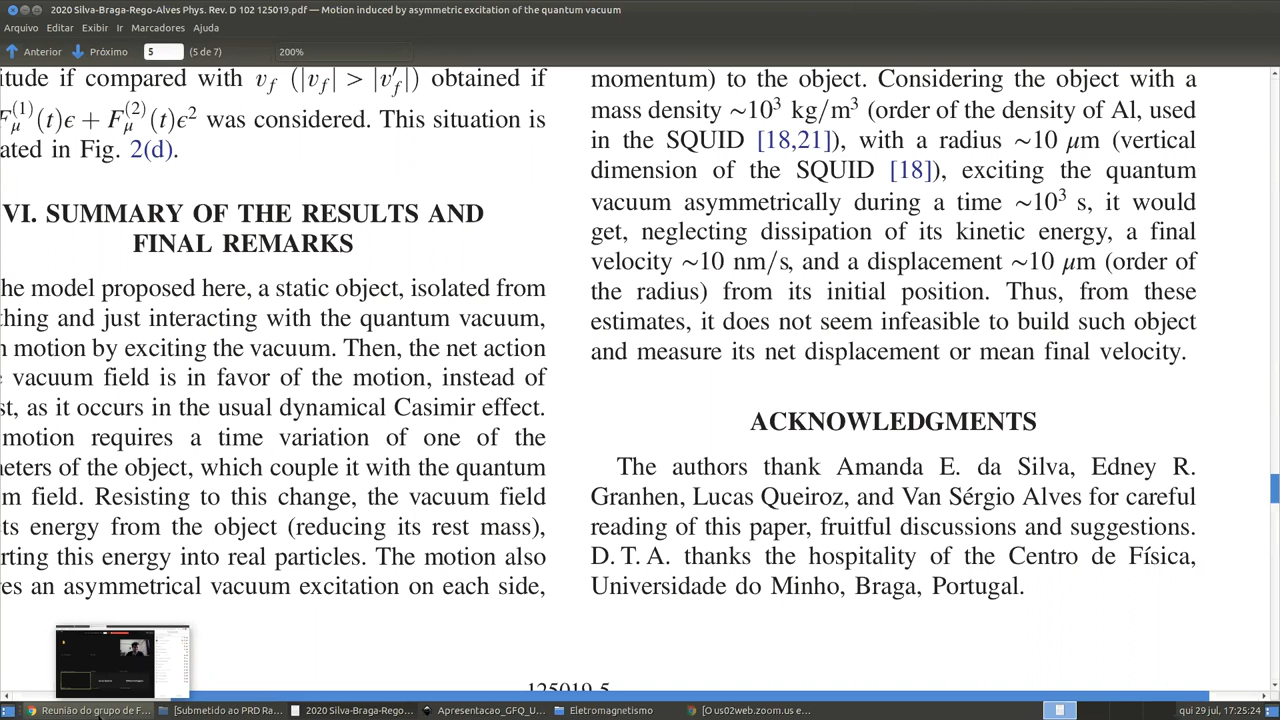 2020 Silva-Braga-Rego-Alves Phys. Rev. D 102 125019.pdf — Motion induced by asymmetric excitation of the quantum vacuum
Arquivo Editar Exibir Ir Marcadores Ajuda
Anterior Próximo 5 (5 de 7) 200%
itude if compared with v_f (|v_f| > |v′_f|) obtained if
F_μ^(1)(t)ϵ + F_μ^(2)(t)ϵ² was considered. This situation is
ated in Fig. 2(d).
VI. SUMMARY OF THE RESULTS AND
FINAL REMARKS
he model proposed here, a static object, isolated from
thing and just interacting with the quantum vacuum,
n motion by exciting the vacuum. Then, the net action
vacuum field is in favor of the motion, instead of
st, as it occurs in the usual dynamical Casimir effect.
motion requires a time variation of one of the
neters of the object, which couple it with the quantum
m field. Resisting to this change, the vacuum field
ts energy from the object (reducing its rest mass),
rting this energy into real particles. The motion also
es an asymmetrical vacuum excitation on each side,
momentum) to the object. Considering the object with a
mass density ∼10³ kg/m³ (order of the density of Al, used
in the SQUID [18,21]), with a radius ∼10 μm (vertical
dimension of the SQUID [18]), exciting the quantum
vacuum asymmetrically during a time ∼10³ s, it would
get, neglecting dissipation of its kinetic energy, a final
velocity ∼10 nm/s, and a displacement ∼10 μm (order of
the radius) from its initial position. Thus, from these
estimates, it does not seem infeasible to build such object
and measure its net displacement or mean final velocity.
ACKNOWLEDGMENTS
The authors thank Amanda E. da Silva, Edney R.
Granhen, Lucas Queiroz, and Van Sérgio Alves for careful
reading of this paper, fruitful discussions and suggestions.
D. T. A. thanks the hospitality of the Centro de Física,
Universidade do Minho, Braga, Portugal.
125019-5
Reunião do grupo de F... [Submetido ao PRD Ra... 2020 Silva-Braga-Rego-... Apresentacao_GFQ_U... Eletromagnetismo [O us02web.zoom.us e... qui 29 jul, 17:25:24